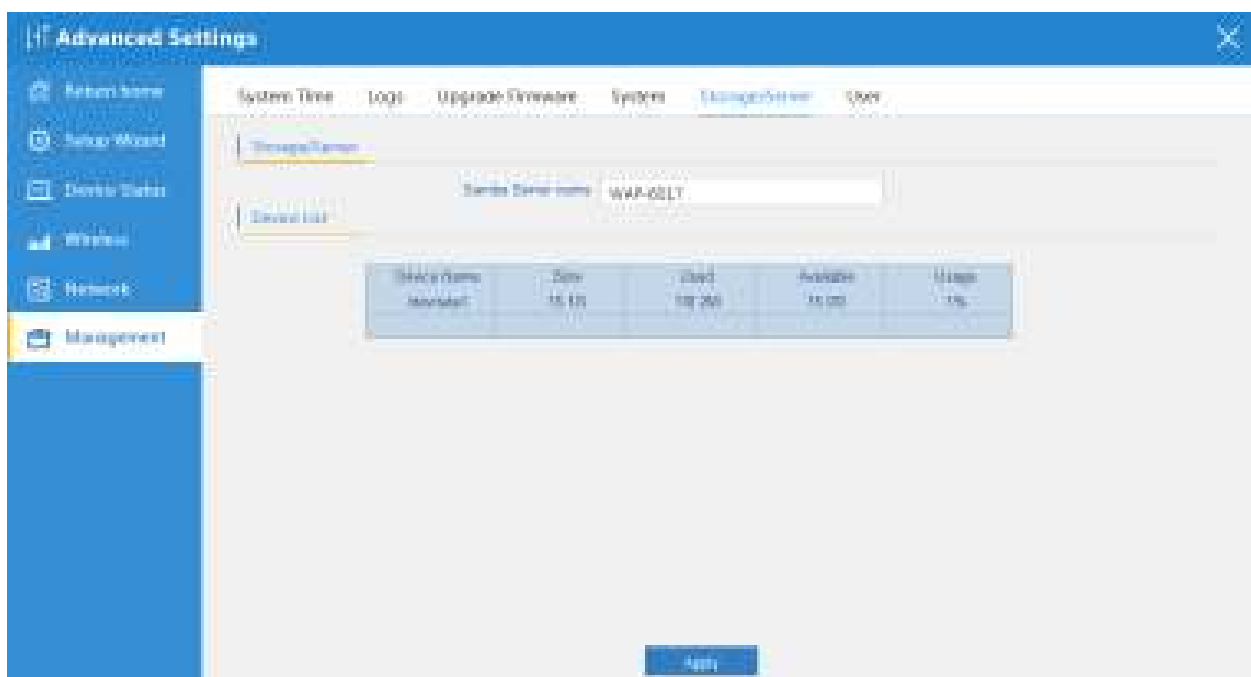 Advanced Settings
Return home
Setup Wizard
Device Status
Wireless
Network
Management
System Time Logs Upgrade Firmware System Storage/Server User
Storage/Server
Samba Server name
Device List
Device Name Size Used Available Usage
1%
Apply